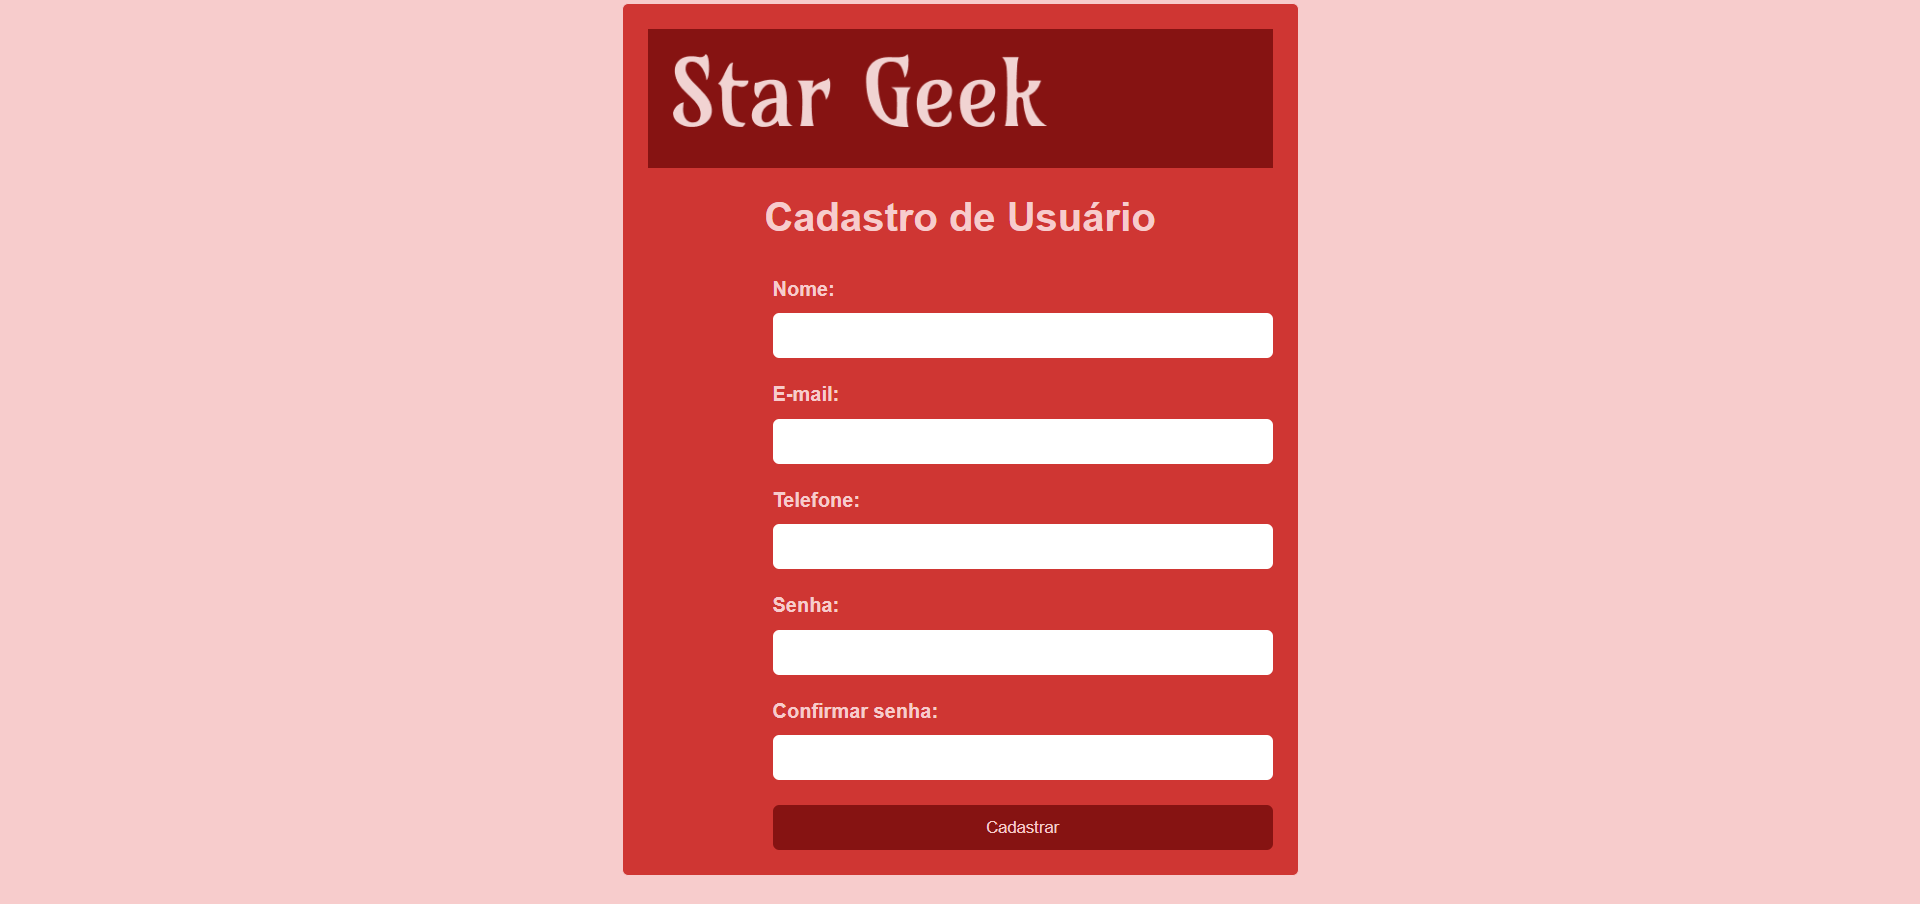 Star Geek
Cadastro de Usuário
Nome:
E-mail:
Telefone:
Senha:
Confirmar senha:
Cadastrar